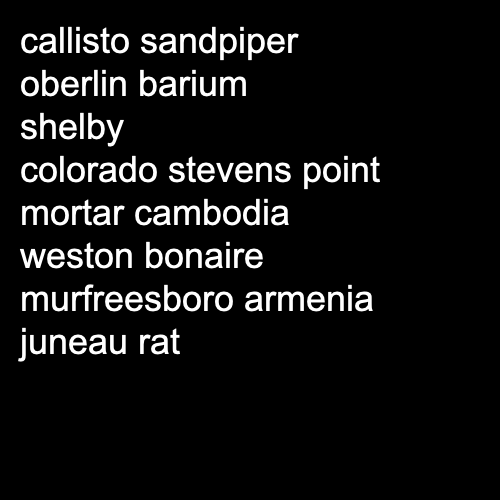 callisto sandpiper
oberlin barium
shelby
colorado stevens point
mortar cambodia
weston bonaire
murfreesboro armenia
juneau rat